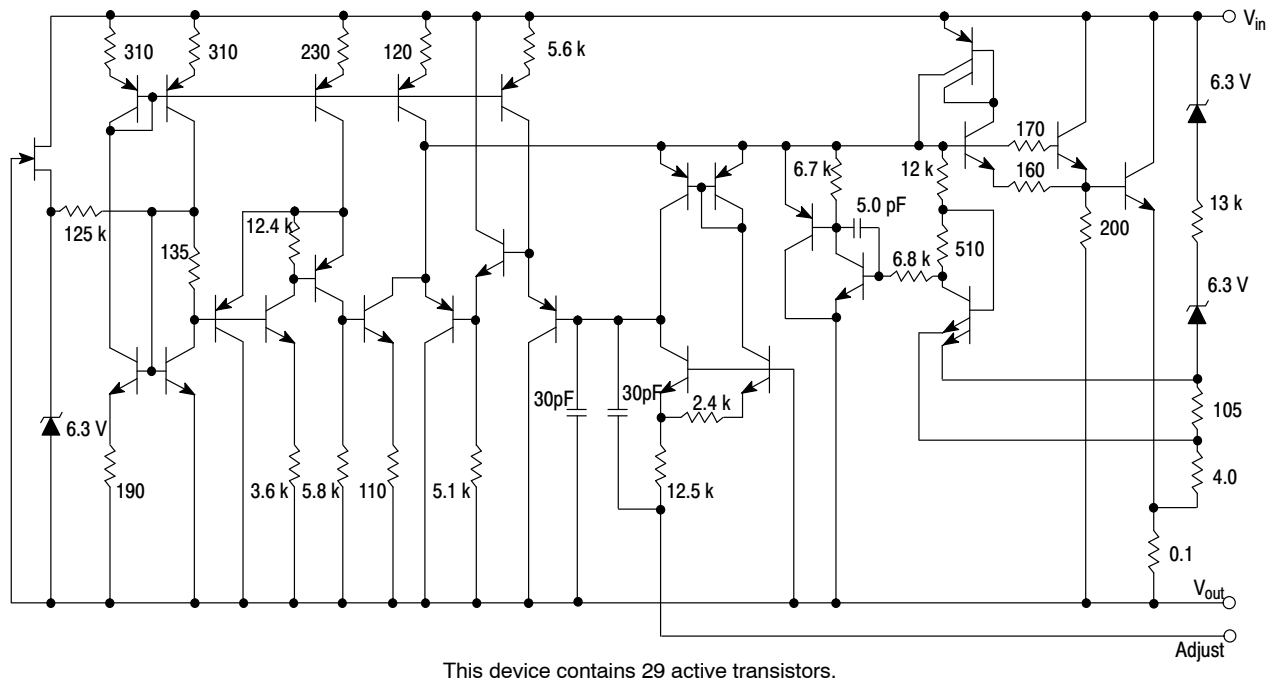 V_in
310
310
230
120
5.6 k
6.3 V
170
6.7 k
12 k
160
5.0 pF
13 k
125 k
12.4 k
200
135
510
6.8 k
6.3 V
30pF
30pF
2.4 k
105
6.3 V
190
3.6 k
5.8 k
110
5.1 k
12.5 k
4.0
0.1
V_out
Adjust
This device contains 29 active transistors.